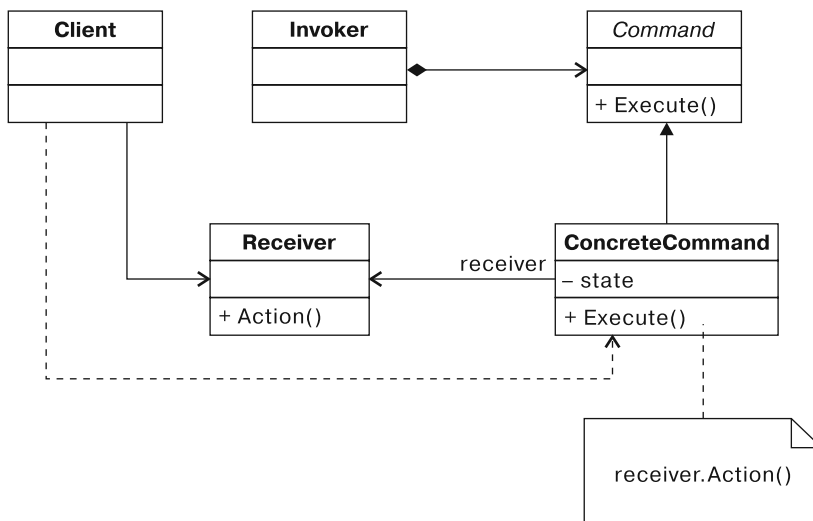 Client
Invoker
Command
+ Execute()
Receiver
+ Action()
receiver
ConcreteCommand
– state
+ Execute()
receiver.Action()